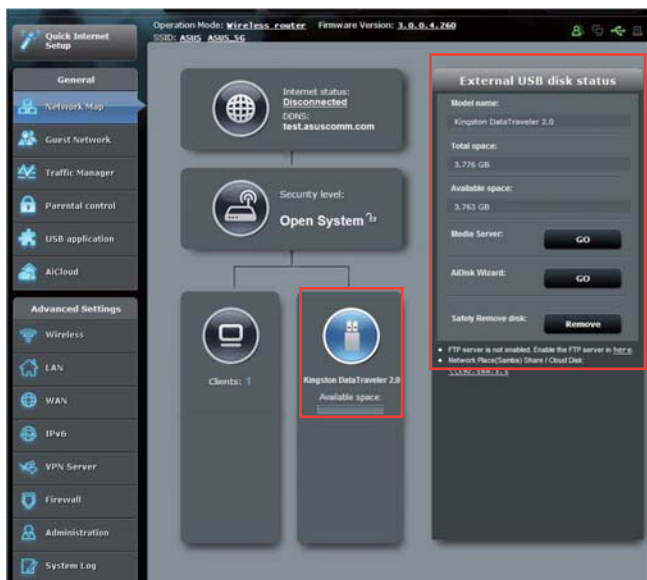 Quick Internet
Setup
Operation Mode: Wireless router Firmware Version: 3.0.0.4.260
SSID: ASUS ASUS_5G
General
Network Map
Guest Network
Traffic Manager
Parental control
USB application
AiCloud
Advanced Settings
Wireless
LAN
WAN
IPv6
VPN Server
Firewall
Administration
System Log
Internet status:
Disconnected
DDNS:
test.asuscomm.com
Security level:
Open System
Clients: 1
Kingston DataTraveler 2.0
Available space:
External USB disk status
Model name:
Kingston DataTraveler 2.0
Total space:
3.776 GB
Available space:
3.763 GB
Media Server:
GO
AiDisk Wizard:
GO
Safely Remove disk:
Remove
FTP server is not enabled. Enable the FTP server in here.
Network Place(Samba) Share / Cloud Disk:
\\192.168.1.1